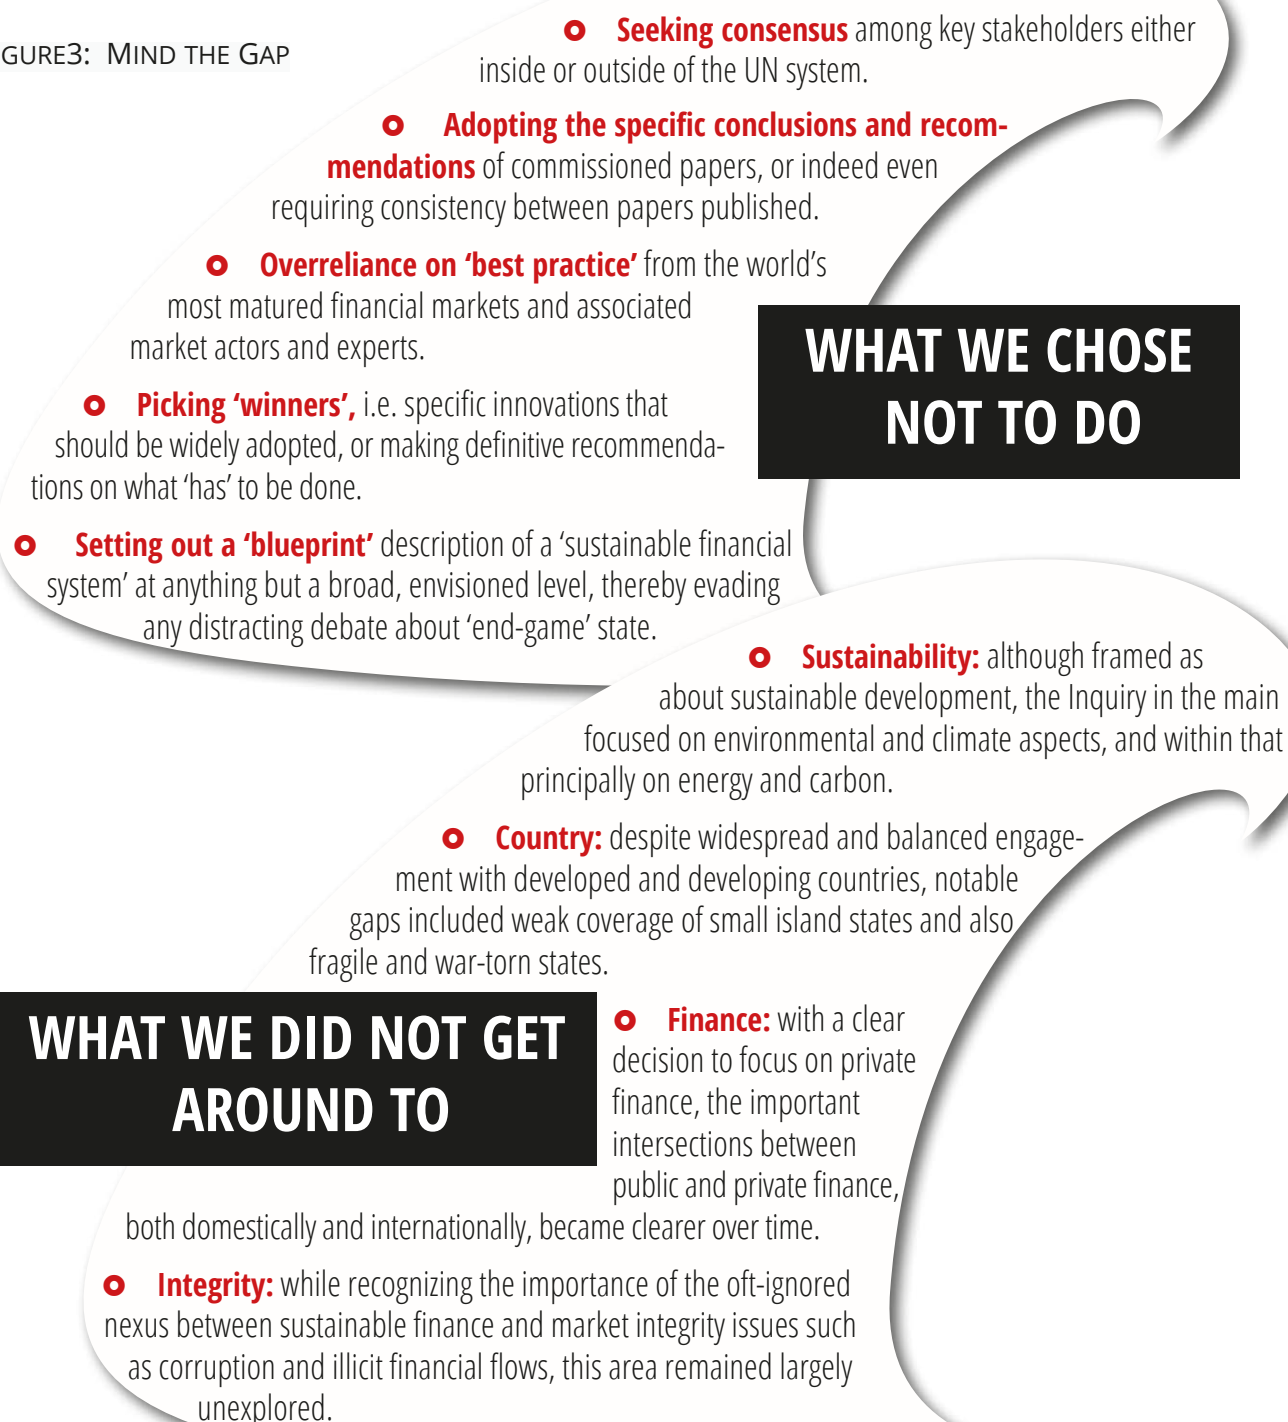 GURE3: MIND THE GAP
Seeking consensus among key stakeholders either
inside or outside of the UN system.
Adopting the specific conclusions and recom-
mendations of commissioned papers, or indeed even
requiring consistency between papers published.
Overreliance on ‘best practice’ from the world’s
most matured financial markets and associated
market actors and experts.
Picking ‘winners’, i.e. specific innovations that
should be widely adopted, or making definitive recommenda-
tions on what ‘has’ to be done.
Setting out a ‘blueprint’ description of a ‘sustainable financial
system’ at anything but a broad, envisioned level, thereby evading
any distracting debate about ‘end-game’ state.
WHAT WE CHOSE
NOT TO DO
Sustainability: although framed as
about sustainable development, the Inquiry in the main
focused on environmental and climate aspects, and within that
principally on energy and carbon.
Country: despite widespread and balanced engage-
ment with developed and developing countries, notable
gaps included weak coverage of small island states and also
fragile and war-torn states.
WHAT WE DID NOT GET
AROUND TO
Finance: with a clear
decision to focus on private
finance, the important
intersections between
public and private finance,
both domestically and internationally, became clearer over time.
Integrity: while recognizing the importance of the oft-ignored
nexus between sustainable finance and market integrity issues such
as corruption and illicit financial flows, this area remained largely
unexplored.